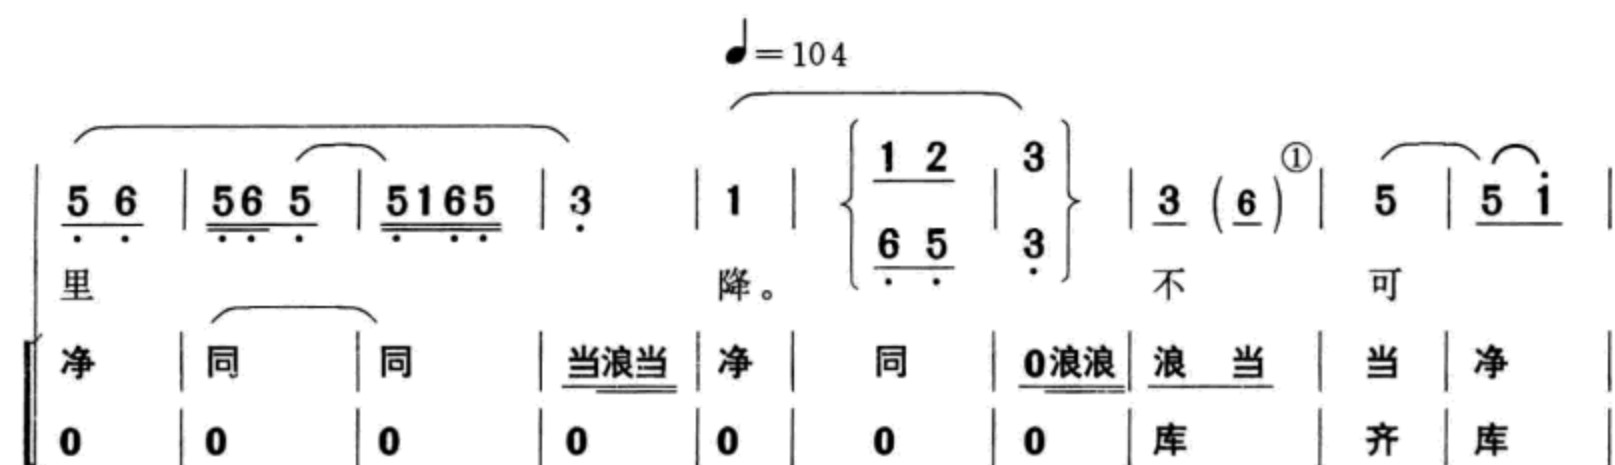 ♩=104
5 6 | 56 5 | 5165 | 3 | 1 | { 1 2 | 3 } | 3 (6) ① | 5 | 5 1 |
6 5 | 3
里 降。 不 可
净 | 同 | 同 | 当浪当 | 净 | 同 | 0浪浪 | 浪 当 | 当 | 净 |
0 | 0 | 0 | 0 | 0 | 0 | 0 | 库 | 齐 | 库 |